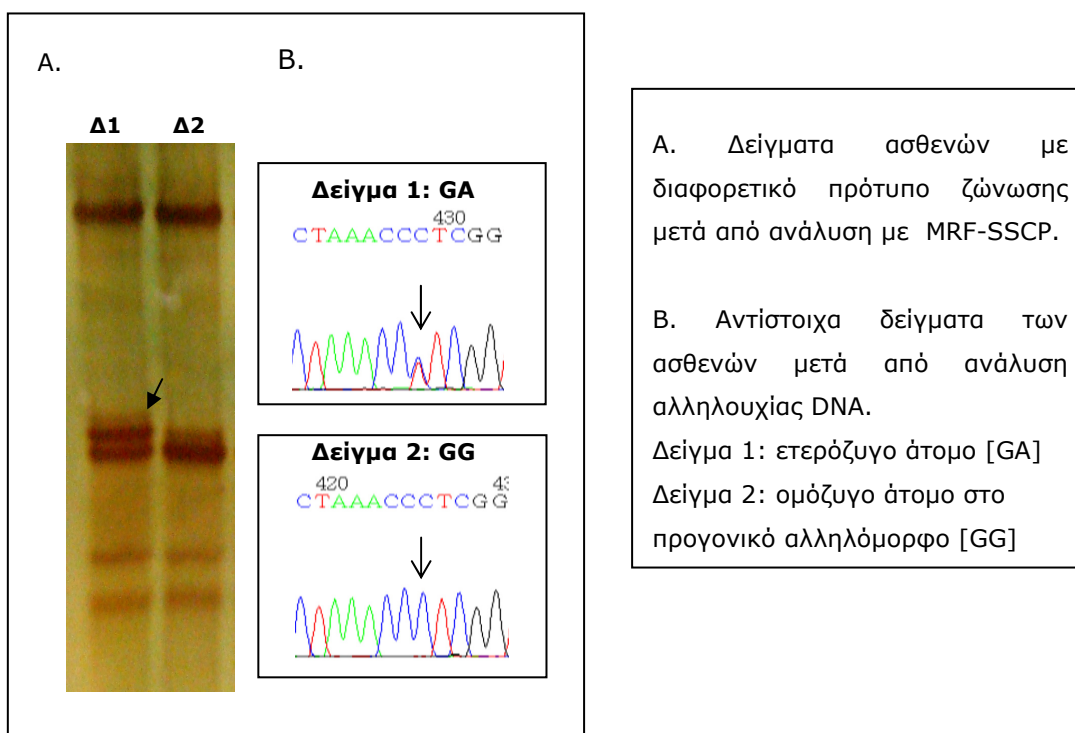 Α.
Β.
Δ1 Δ2
Δείγμα 1: GA
430
CTAAACCCTCGG
Δείγμα 2: GG
420 43
CTAAACCCTCGG
Α. Δείγματα ασθενών με
διαφορετικό πρότυπο ζώνωσης
μετά από ανάλυση με MRF-SSCP.
Β. Αντίστοιχα δείγματα των
ασθενών μετά από ανάλυση
αλληλουχίας DNA.
Δείγμα 1: ετερόζυγο άτομο [GA]
Δείγμα 2: ομόζυγο άτομο στο
προγονικό αλληλόμορφο [GG]